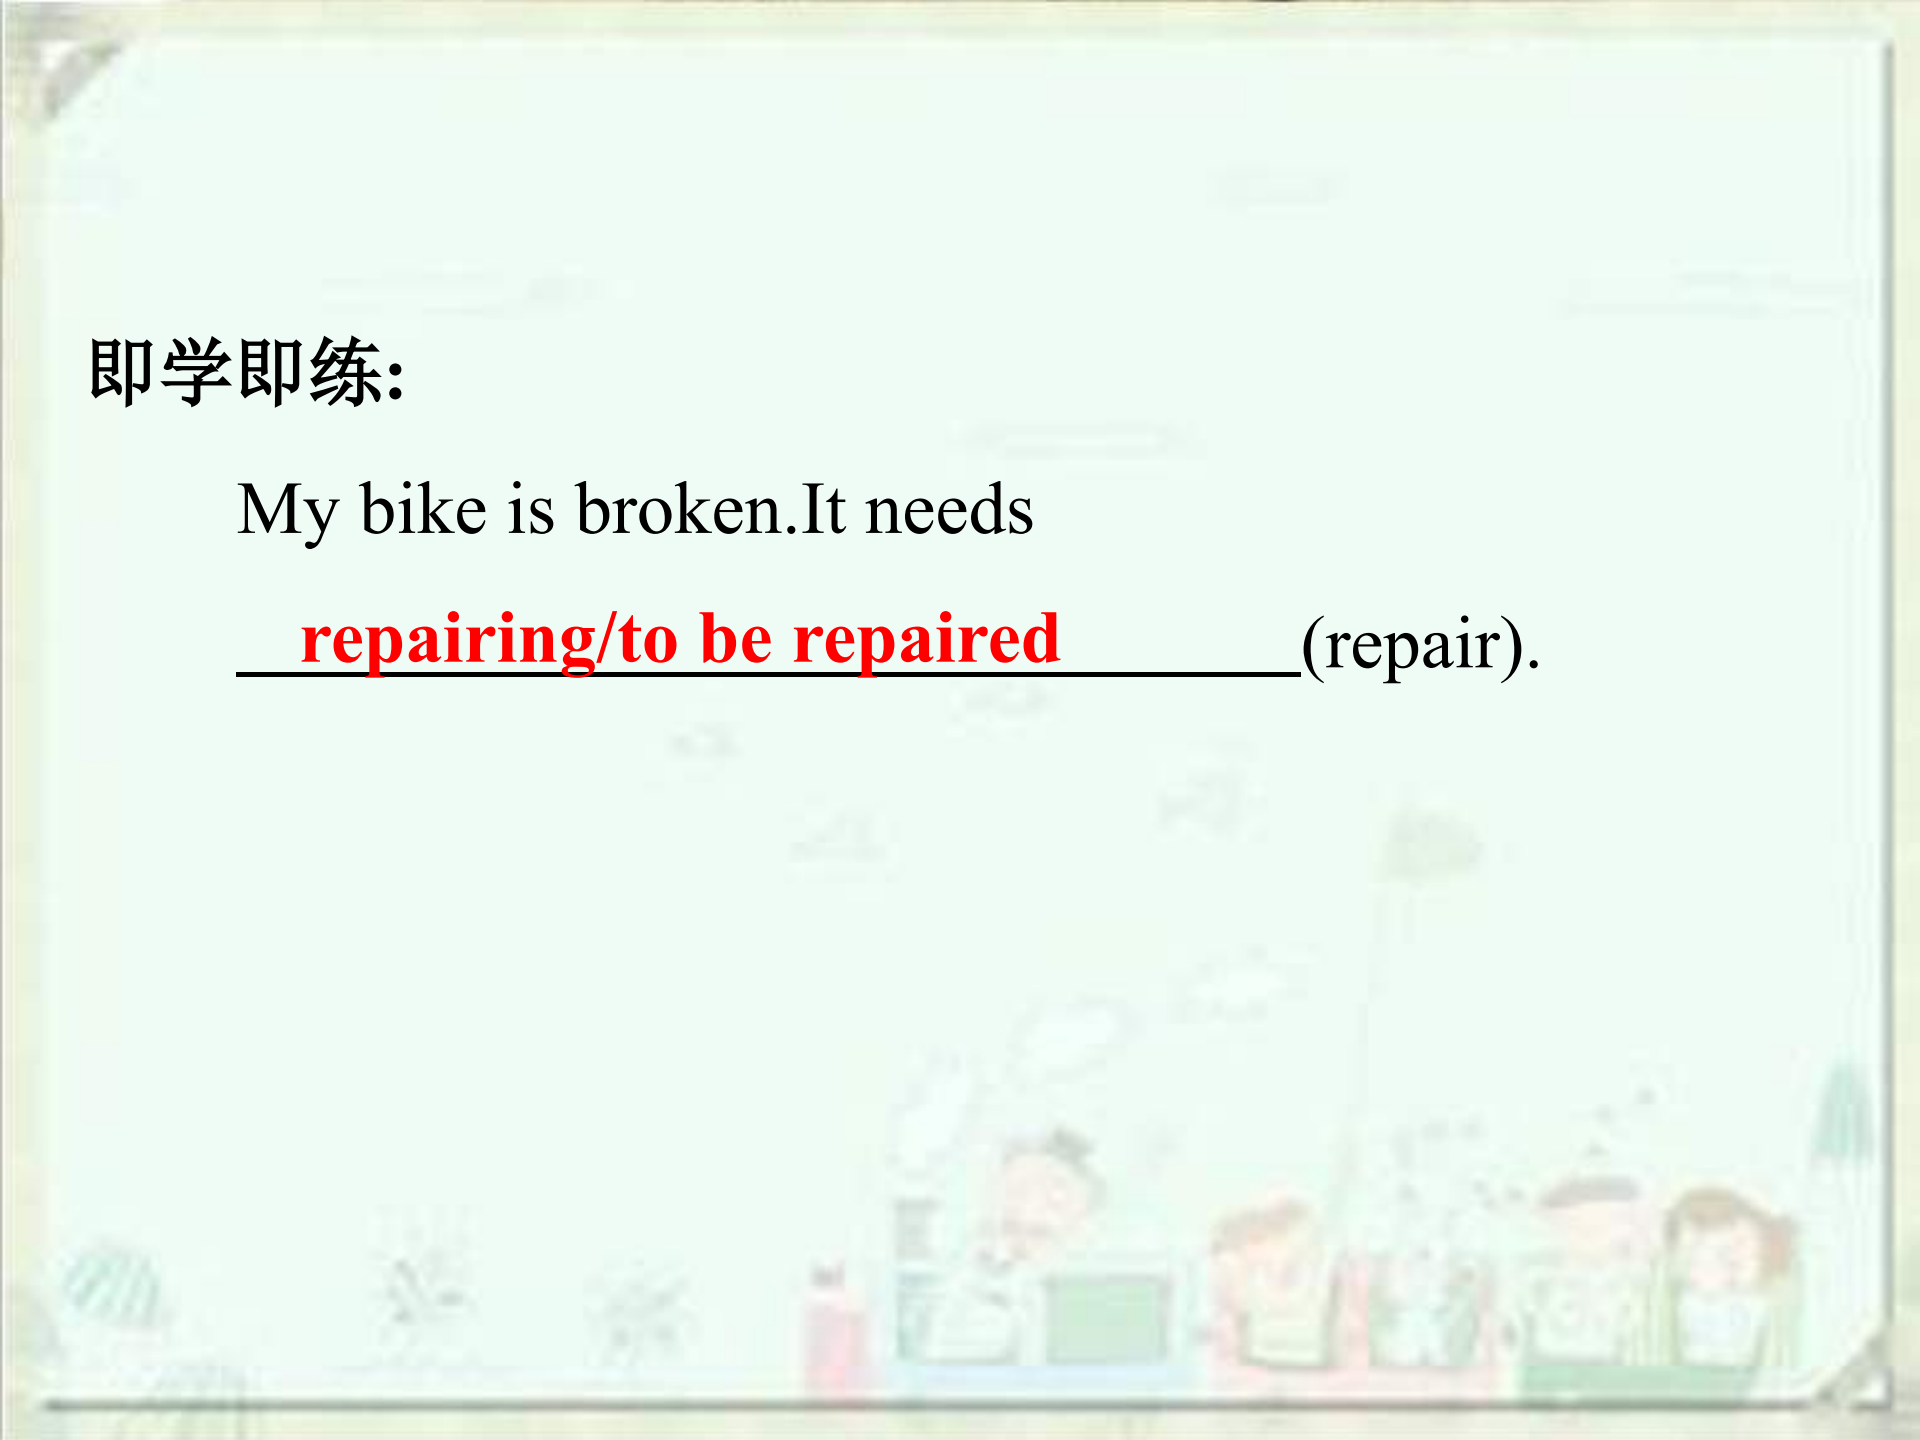 即学即练:
My bike is broken.It needs
repairing/to be repaired (repair).